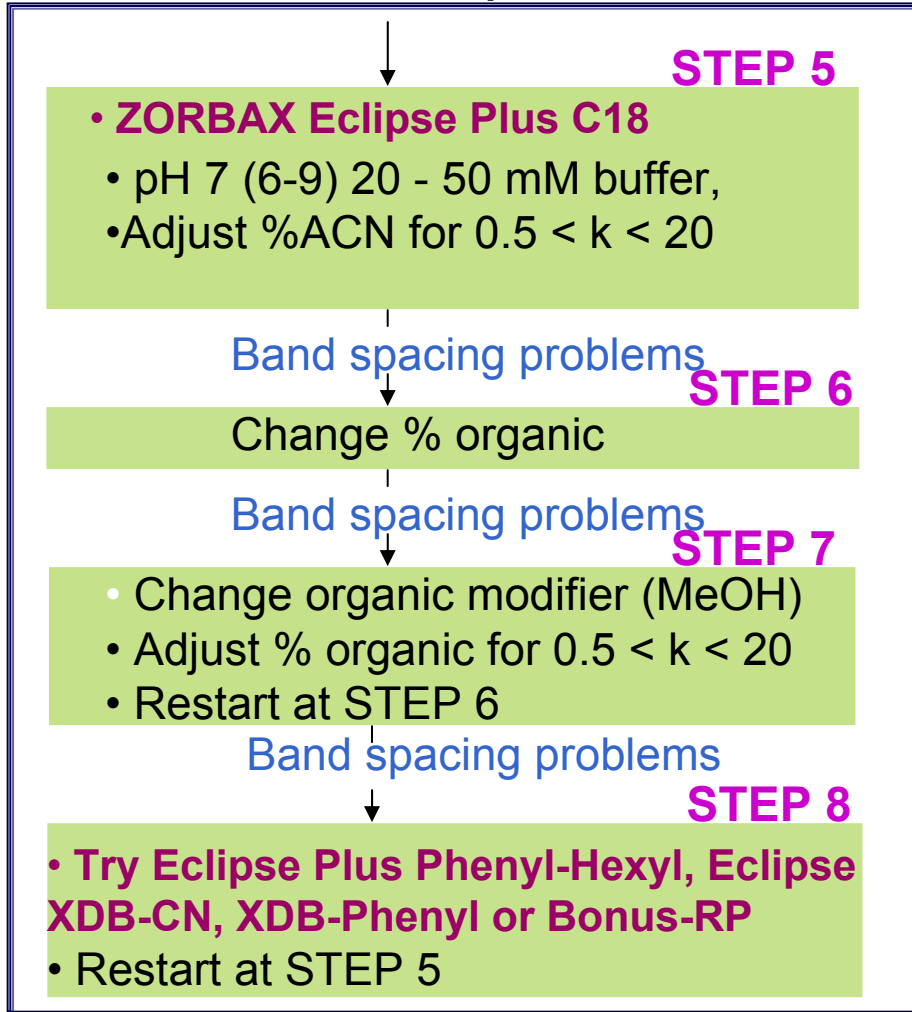 STEP 5
• ZORBAX Eclipse Plus C18
• pH 7 (6-9) 20 - 50 mM buffer,
•Adjust %ACN for 0.5 < k < 20
Band spacing problems
STEP 6
Change % organic
Band spacing problems
STEP 7
• Change organic modifier (MeOH)
• Adjust % organic for 0.5 < k < 20
• Restart at STEP 6
Band spacing problems
STEP 8
• Try Eclipse Plus Phenyl-Hexyl, Eclipse
XDB-CN, XDB-Phenyl or Bonus-RP
• Restart at STEP 5